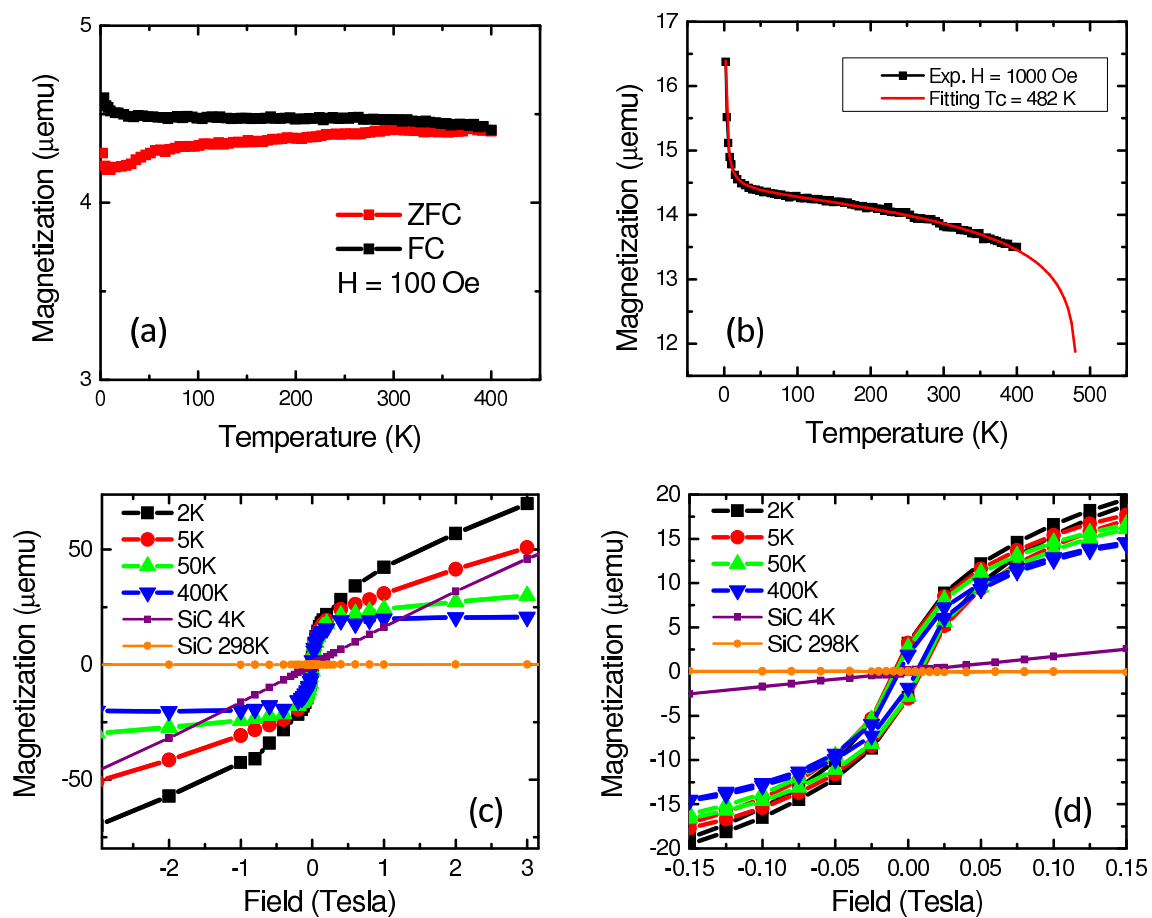 5
4
3
0
100
200
300
400
Magnetization (μemu)
Temperature (K)
ZFC
FC
H = 100 Oe
(a)
17
16
15
14
13
12
0
100
200
300
400
500
Magnetization (μemu)
Temperature (K)
Exp. H = 1000 Oe
Fitting Tc = 482 K
(b)
50
0
-50
-2
-1
0
1
2
3
Magnetization (μemu)
Field (Tesla)
2K
5K
50K
400K
SiC 4K
SiC 298K
(c)
20
15
10
5
0
-5
-10
-15
-20
-0.15
-0.10
-0.05
0.00
0.05
0.10
0.15
Magnetization (μemu)
Field (Tesla)
2K
5K
50K
400K
SiC 4K
SiC 298K
(d)